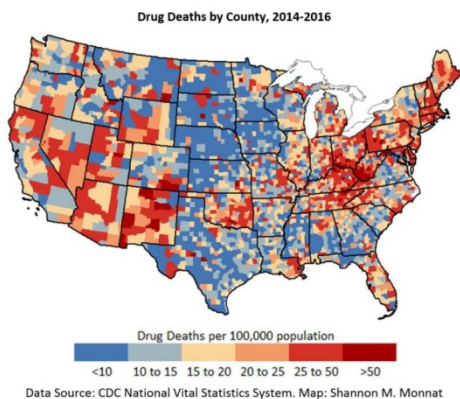 Drug Deaths by County, 2014-2016
Drug Deaths per 100,000 population
<10 10 to 15 15 to 20 20 to 25 25 to 50 >50
Data Source: CDC National Vital Statistics System. Map: Shannon M. Monnat